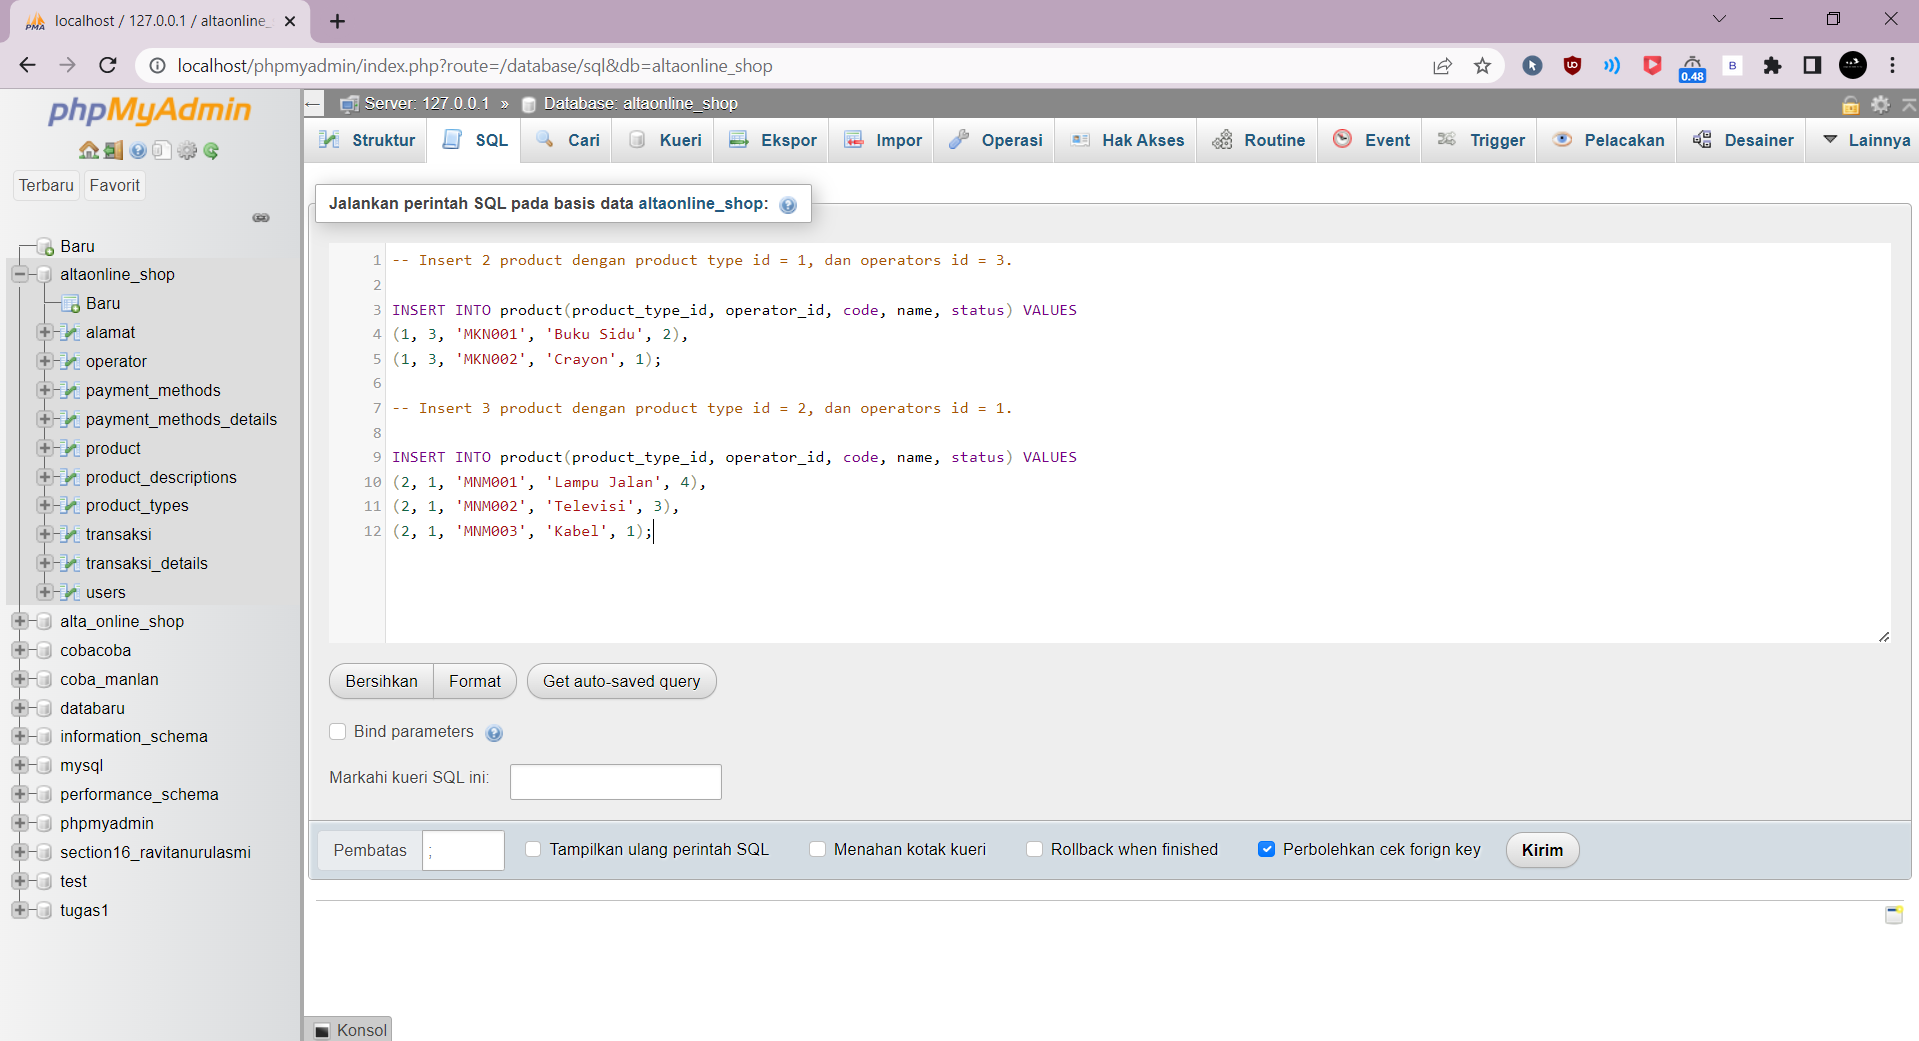 localhost / 127.0.0.1 / altaonline_
localhost/phpmyadmin/index.php?route=/database/sql&db=altaonline_shop
0.48
B
phpMyAdmin
Terbaru
Favorit
Baru
altaonline_shop
Baru
alamat
operator
payment_methods
payment_methods_details
product
product_descriptions
product_types
transaksi
transaksi_details
users
alta_online_shop
cobacoba
coba_manlan
databaru
information_schema
mysql
performance_schema
phpmyadmin
section16_ravitanurulasmi
test
tugas1
Server: 127.0.0.1 » Database: altaonline_shop
Struktur
SQL
Cari
Kueri
Ekspor
Impor
Operasi
Hak Akses
Routine
Event
Trigger
Pelacakan
Desainer
Lainnya
Jalankan perintah SQL pada basis data altaonline_shop:
1 -- Insert 2 product dengan product type id = 1, dan operators id = 3.
2
3 INSERT INTO product(product_type_id, operator_id, code, name, status) VALUES
4 (1, 3, 'MKN001', 'Buku Sidu', 2),
5 (1, 3, 'MKN002', 'Crayon', 1);
6
7 -- Insert 3 product dengan product type id = 2, dan operators id = 1.
8
9 INSERT INTO product(product_type_id, operator_id, code, name, status) VALUES
10 (2, 1, 'MNM001', 'Lampu Jalan', 4),
11 (2, 1, 'MNM002', 'Televisi', 3),
12 (2, 1, 'MNM003', 'Kabel', 1);
Bersihkan
Format
Get auto-saved query
Bind parameters
Markahi kueri SQL ini:
Pembatas
;
Tampilkan ulang perintah SQL
Menahan kotak kueri
Rollback when finished
Perbolehkan cek forign key
Kirim
Konsol